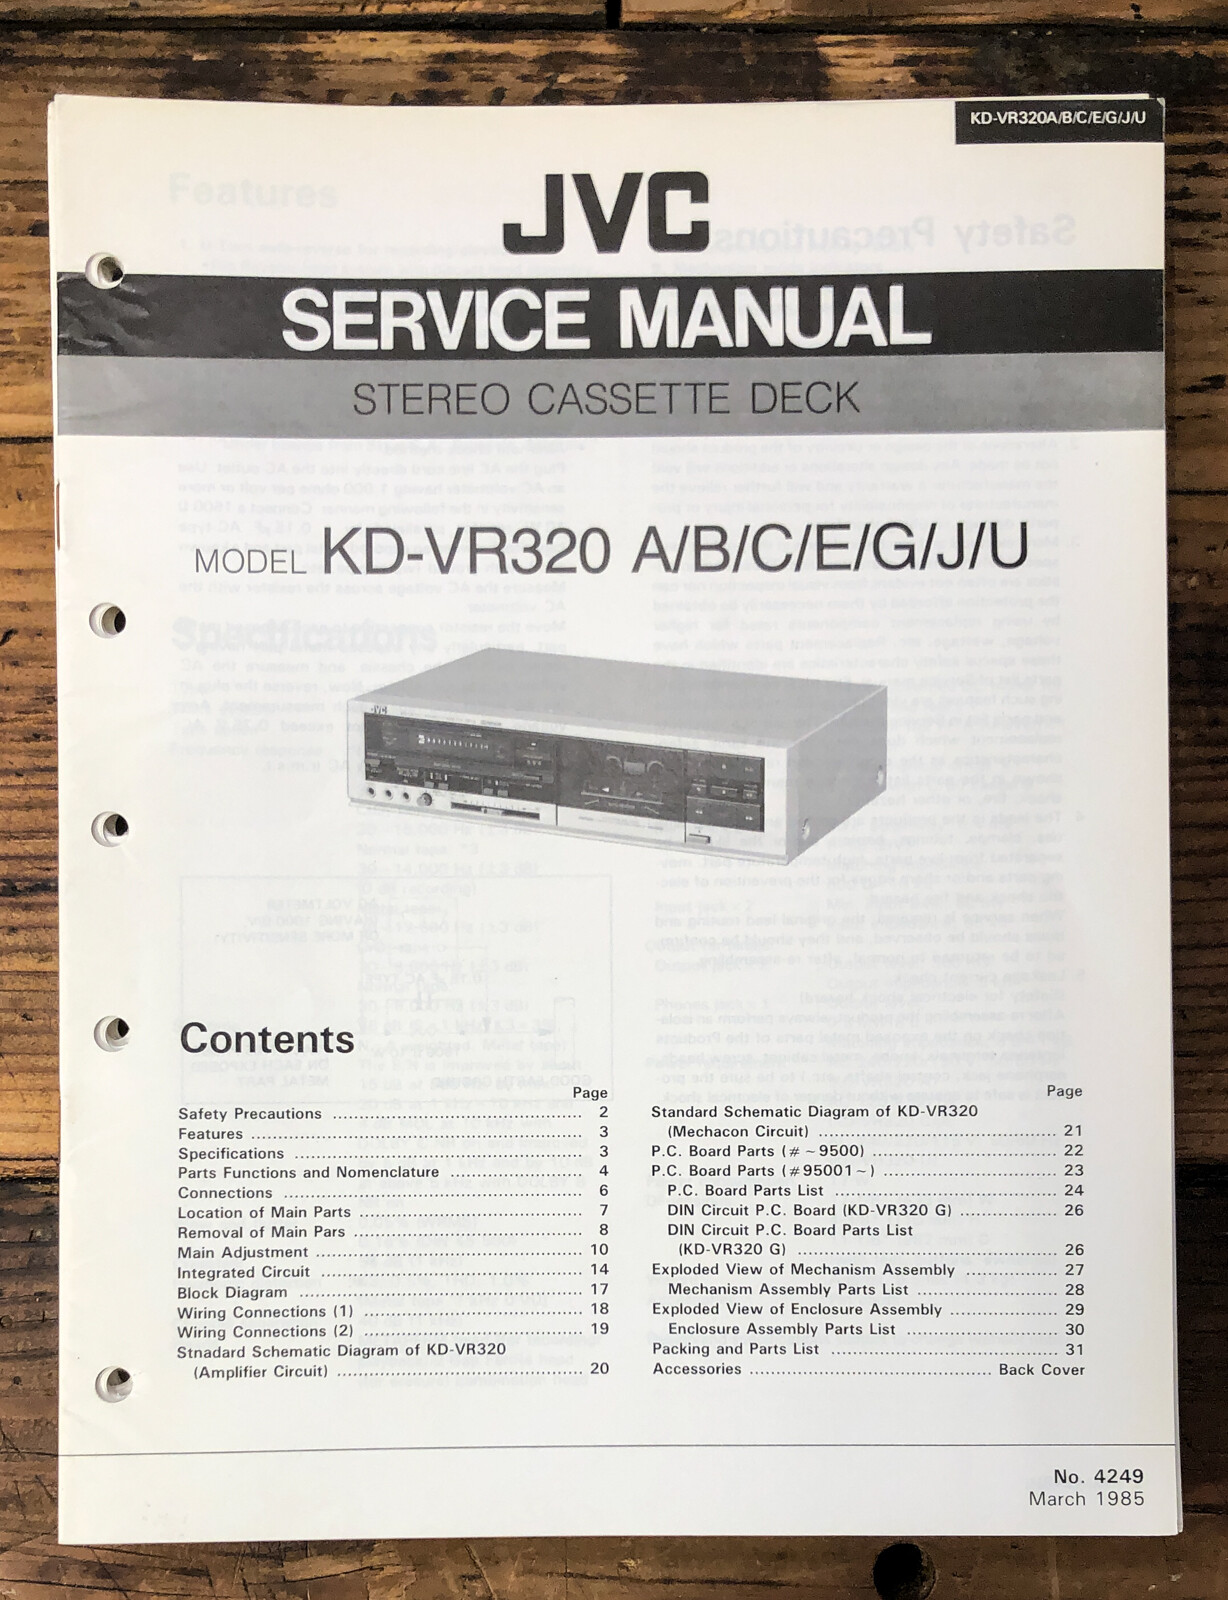 KD-VR320A/B/C/E/G/J/U
JVC
SERVICE MANUAL
STEREO CASSETTE DECK
MODEL KD-VR320 A/B/C/E/G/J/U
JVC
Contents
Page
Safety Precautions ........ 2
Features ........ 3
Specifications ........ 3
Parts Functions and Nomenclature ........ 4
Connections ........ 6
Location of Main Parts ........ 7
Removal of Main Pars ........ 8
Main Adjustment ........ 10
Integrated Circuit ........ 14
Block Diagram ........ 17
Wiring Connections (1) ........ 18
Wiring Connections (2) ........ 19
Stnadard Schematic Diagram of KD-VR320
(Amplifier Circuit) ........ 20
Page
Standard Schematic Diagram of KD-VR320
(Mechacon Circuit) ........ 21
P.C. Board Parts (# ~ 9500) ........ 22
P.C. Board Parts (#95001 ~ ) ........ 23
P.C. Board Parts List ........ 24
DIN Circuit P.C. Board (KD-VR320 G) ........ 26
DIN Circuit P.C. Board Parts List
(KD-VR320 G) ........ 26
Exploded View of Mechanism Assembly ........ 27
Mechanism Assembly Parts List ........ 28
Exploded View of Enclosure Assembly ........ 29
Enclosure Assembly Parts List ........ 30
Packing and Parts List ........ 31
Accessories ........ Back Cover
No. 4249
March 1985